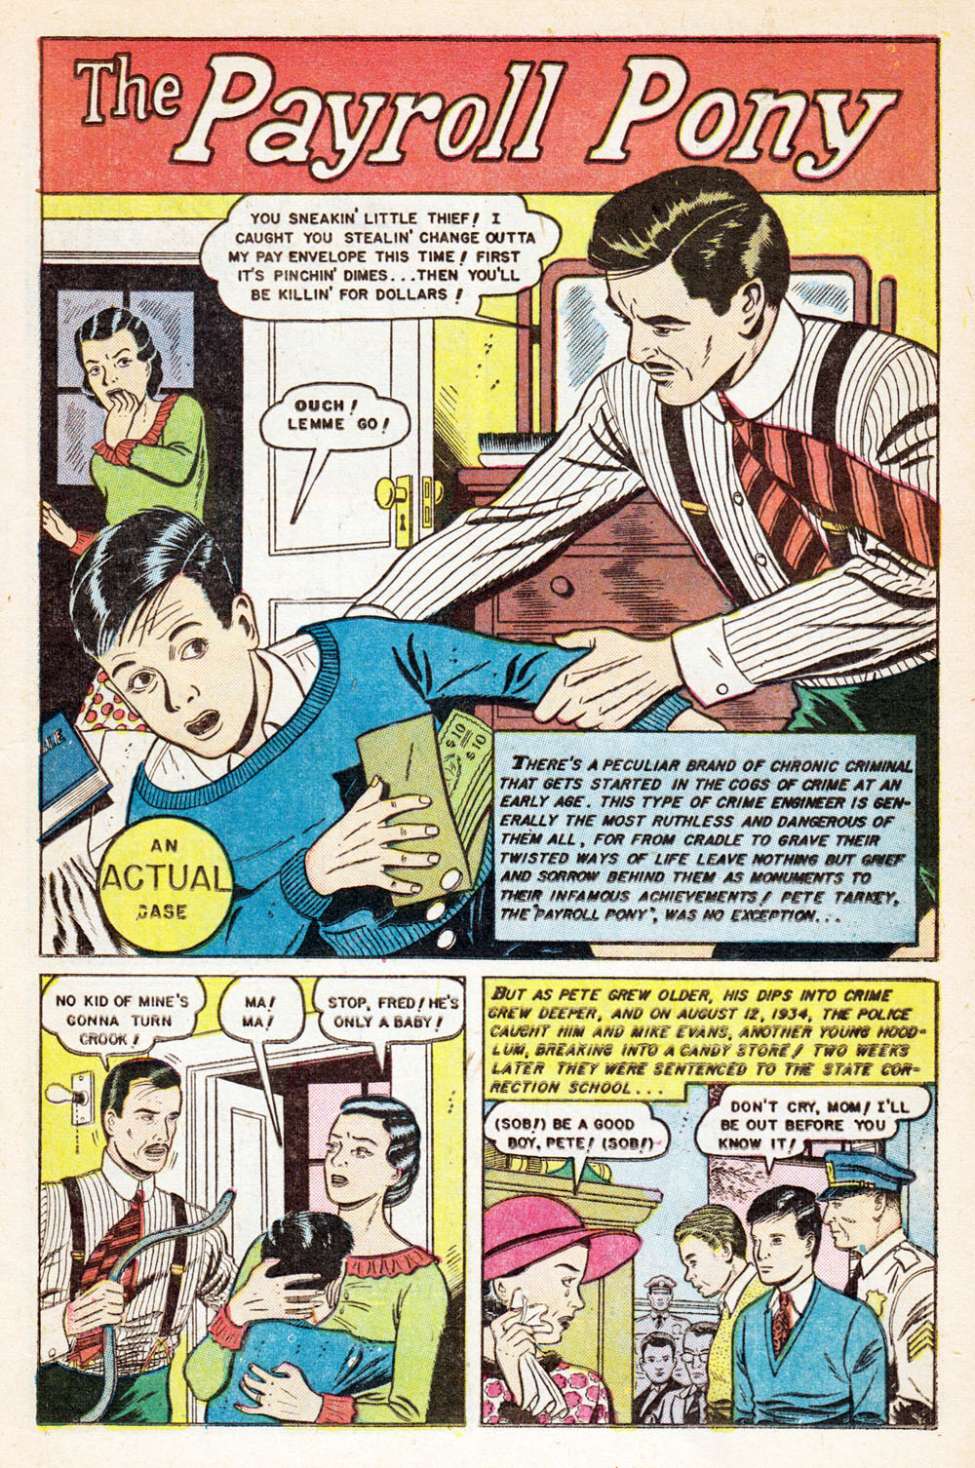 The Payroll Pony
YOU SNEAKIN' LITTLE THIEF! I
CAUGHT YOU STEALIN' CHANGE OUTTA
MY PAY ENVELOPE THIS TIME! FIRST
IT'S PINCHIN' DIMES...THEN YOU'LL
BE KILLIN' FOR DOLLARS!
OUCH!
LEMME GO!
$10
$10
THERE'S A PECULIAR BRAND OF CHRONIC CRIMINAL
THAT GETS STARTED IN THE COGS OF CRIME AT AN
EARLY AGE. THIS TYPE OF CRIME ENGINEER IS GEN-
ERALLY THE MOST RUTHLESS AND DANGEROUS OF
THEM ALL, FOR FROM CRADLE TO GRAVE THEIR
TWISTED WAYS OF LIFE LEAVE NOTHING BUT GRIEF
AND SORROW BEHIND THEM AS MONUMENTS TO
THEIR INFAMOUS ACHIEVEMENTS! PETE TARKEY,
THE "PAYROLL PONY", WAS NO EXCEPTION...
AN
ACTUAL
CASE
NO KID OF MINE'S
GONNA TURN
CROOK!
MA!
MA!
STOP, FRED! HE'S
ONLY A BABY!
BUT AS PETE GREW OLDER, HIS DIPS INTO CRIME
GREW DEEPER, AND ON AUGUST 12, 1934, THE POLICE
CAUGHT HIM AND MIKE EVANS, ANOTHER YOUNG HOOD-
LUM, BREAKING INTO A CANDY STORE! TWO WEEKS
LATER THEY WERE SENTENCED TO THE STATE COR-
RECTION SCHOOL...
(SOB!) BE A GOOD
BOY, PETE! (SOB!)
DON'T CRY, MOM! I'LL
BE OUT BEFORE YOU
KNOW IT!